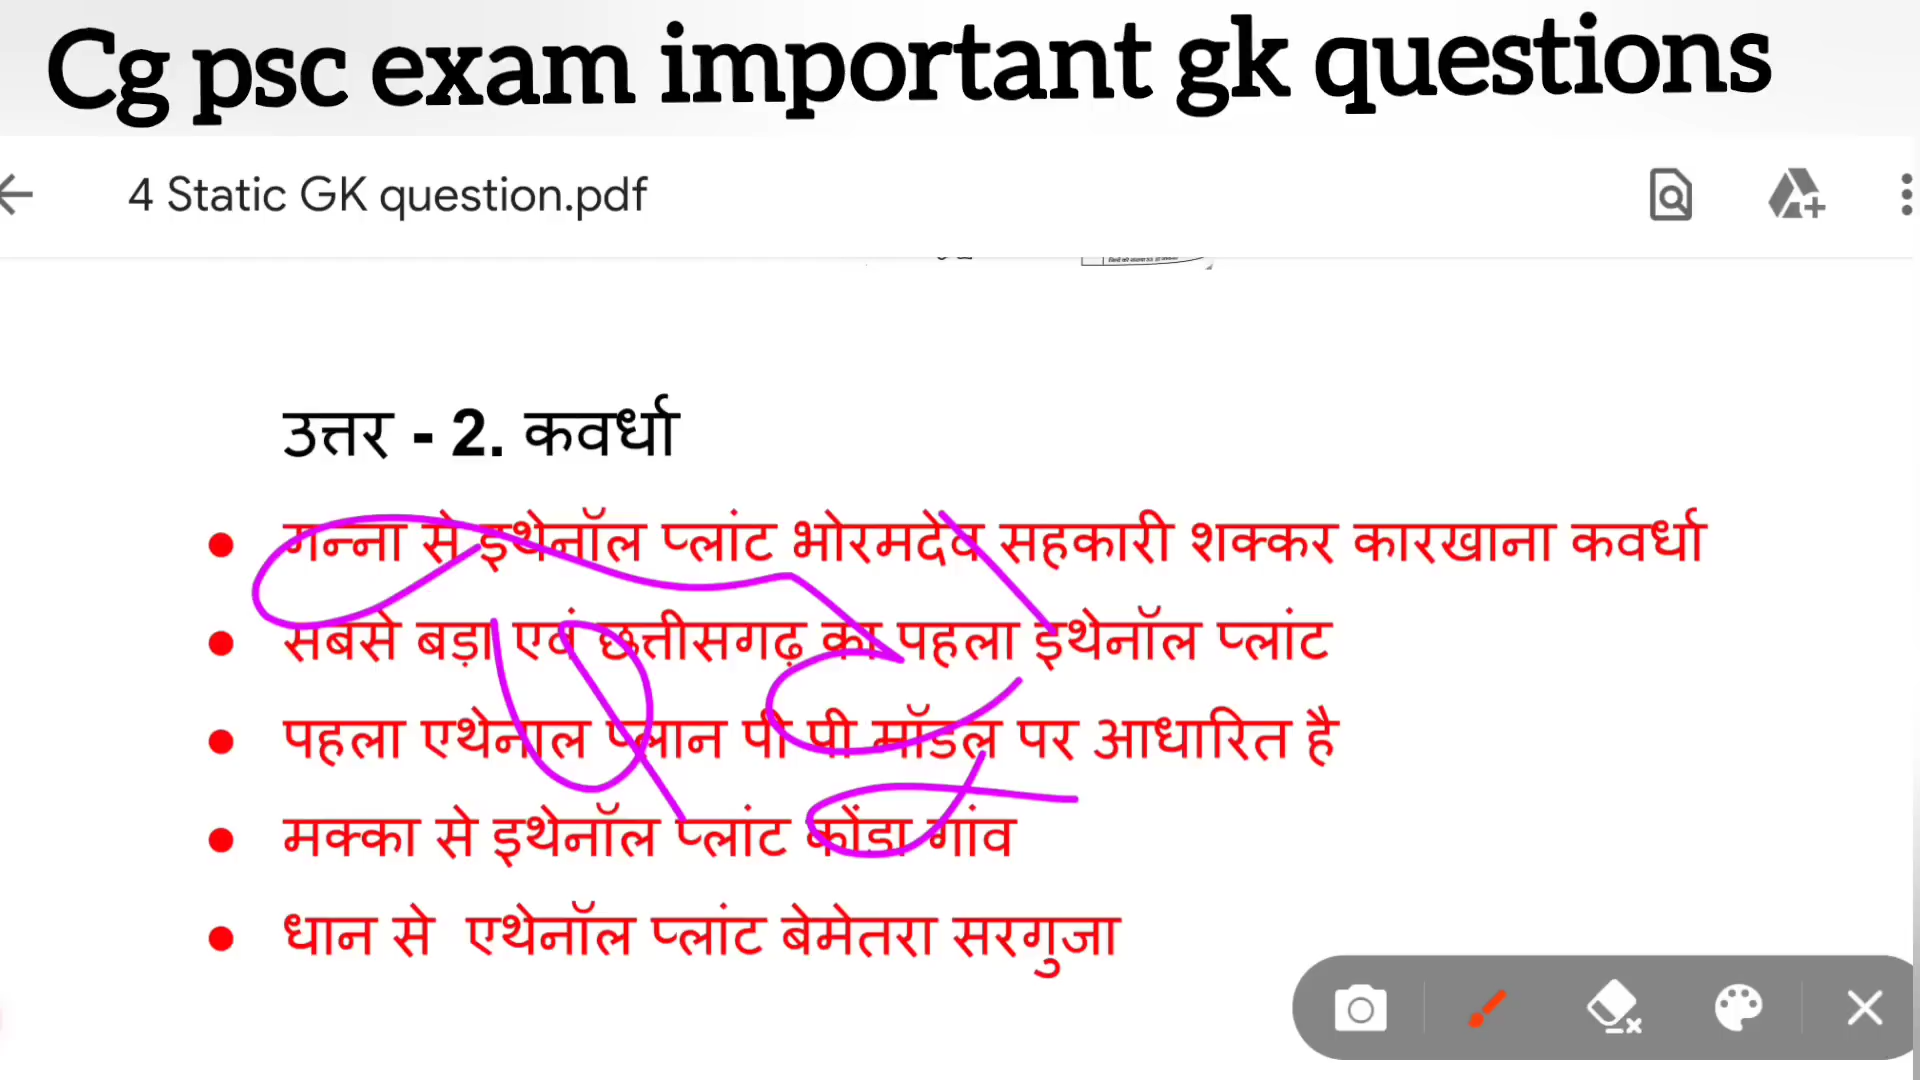 Cg psc exam important gk questions
4 Static GK question.pdf
उत्तर - 2. कवर्धा
गन्ना से इथेनॉल प्लांट भोरमदेव सहकारी शक्कर कारखाना कवर्धा
सबसे बड़ा एवं छत्तीसगढ़ का पहला इथेनॉल प्लांट
पहला एथेनाल प्लान पी पी मॉडल पर आधारित है
मक्का से इथेनॉल प्लांट कोंडा गांव
धान से एथेनॉल प्लांट बेमेतरा सरगुजा